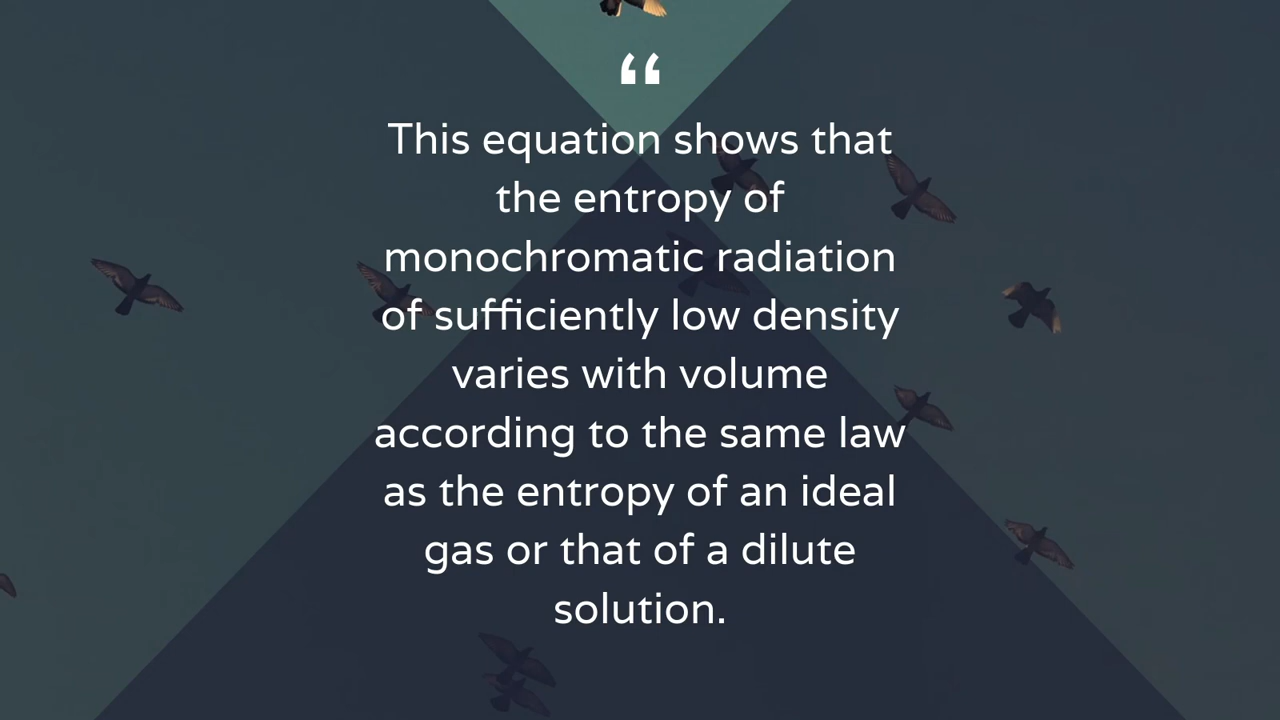 “
This equation shows that
the entropy of
monochromatic radiation
of sufficiently low density
varies with volume
according to the same law
as the entropy of an ideal
gas or that of a dilute
solution.